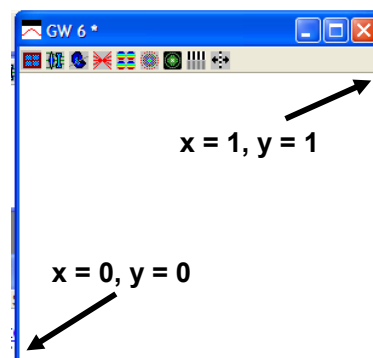 GW 6 *
x = 1, y = 1
x = 0, y = 0